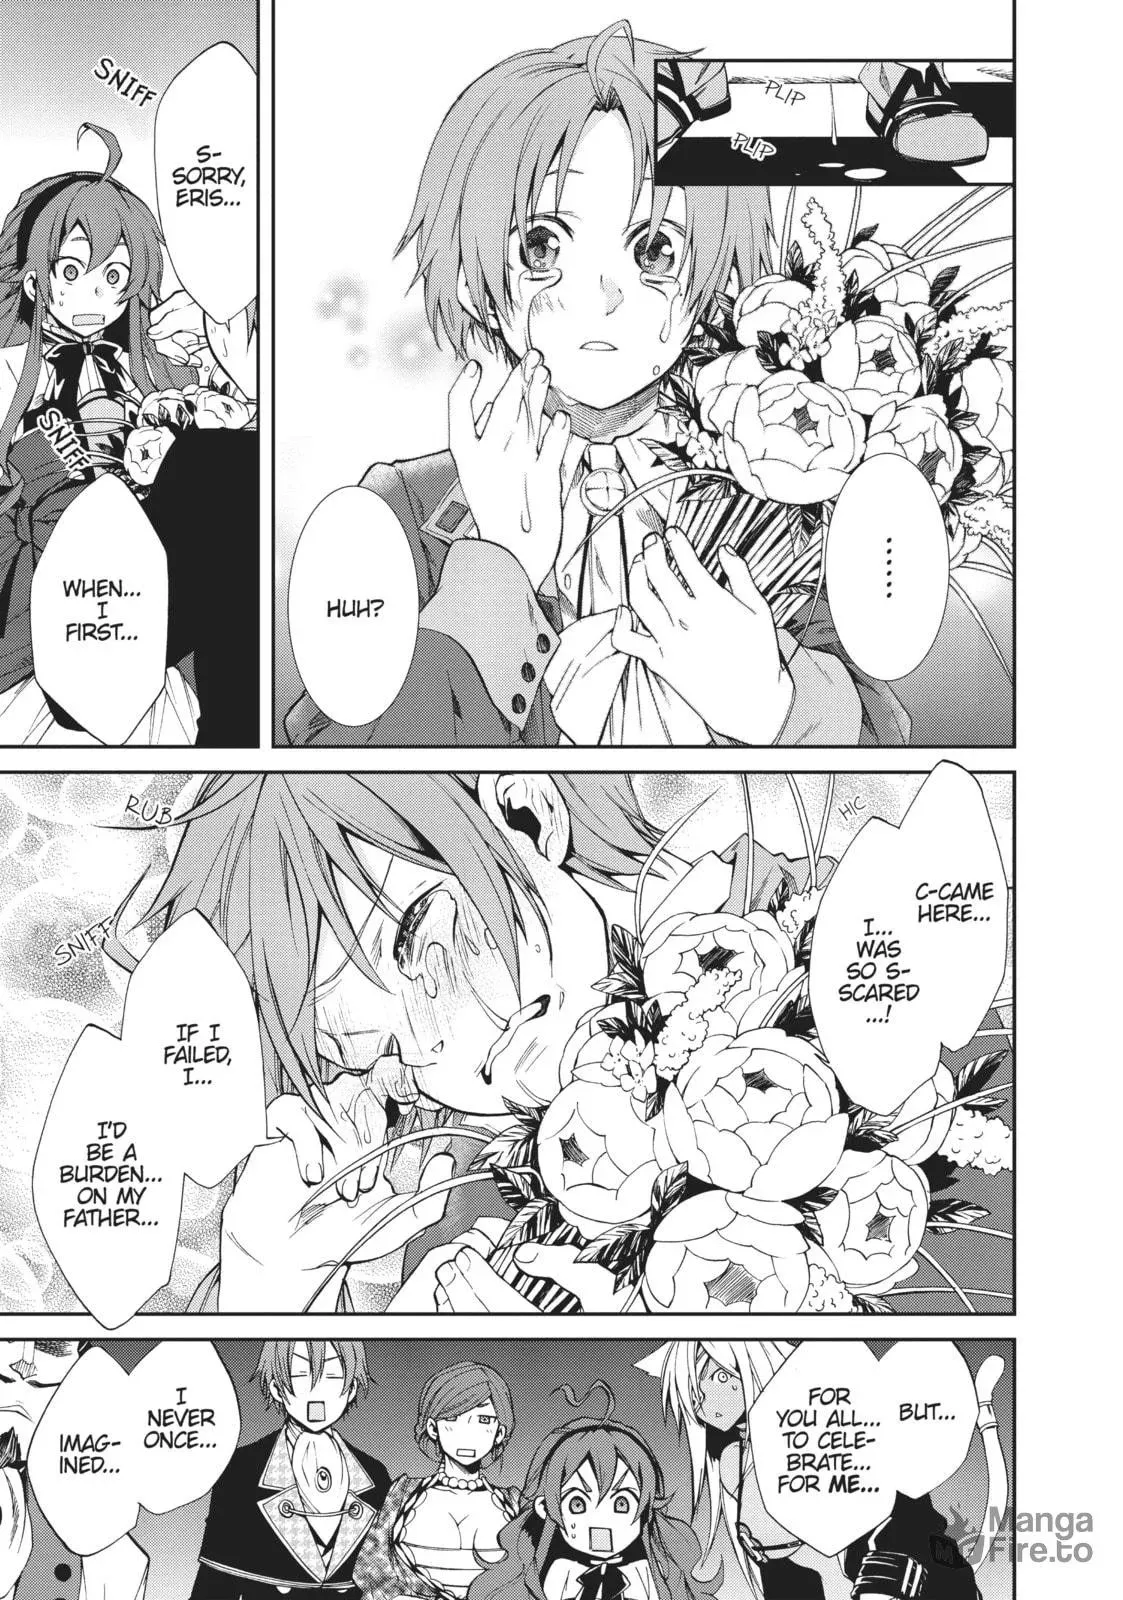 PLIP
PLIP
......
HUH?
SNIFF
S-
SORRY,
ERIS...
SNIFF
WHEN...
I
FIRST...
HIC
C-CAME
HERE...
I...
WAS
SO S-
SCARED
...!
RUB
SNIFF
IF I
FAILED,
I...
I'D
BE A
BURDEN...
ON MY
FATHER...
BUT...
FOR
YOU ALL...
TO CELE-
BRATE...
FOR ME...
I
NEVER
ONCE...
IMAG-
INED...
Manga
Fire.to